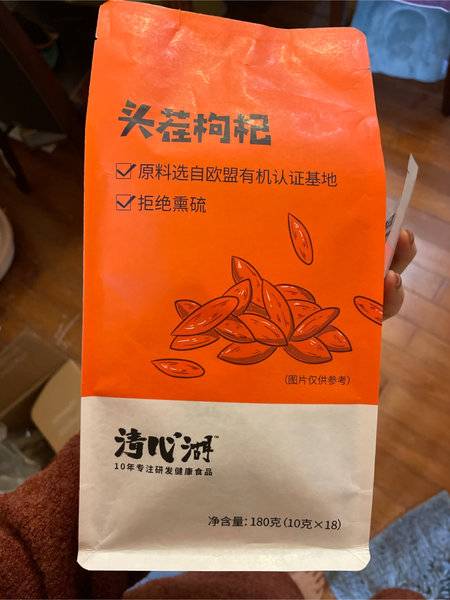 头茬枸杞
原料选自欧盟有机认证基地
拒绝熏硫
(图片仅供参考)
清心湖™
10年专注研发健康食品
净含量：180克(10克×18)